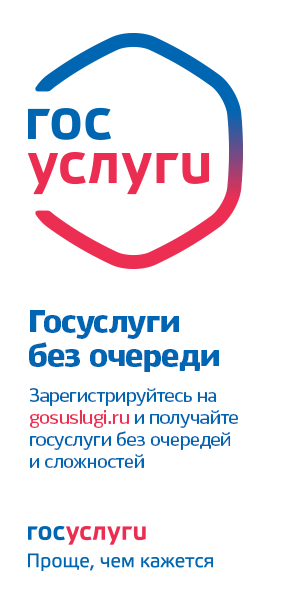 гос
услуги
Госуслуги
без очереди
Зарегистрируйтесь на
gosuslugi.ru и получайте
госуслуги без очередей
и сложностей
госуслуги
Проще, чем кажется